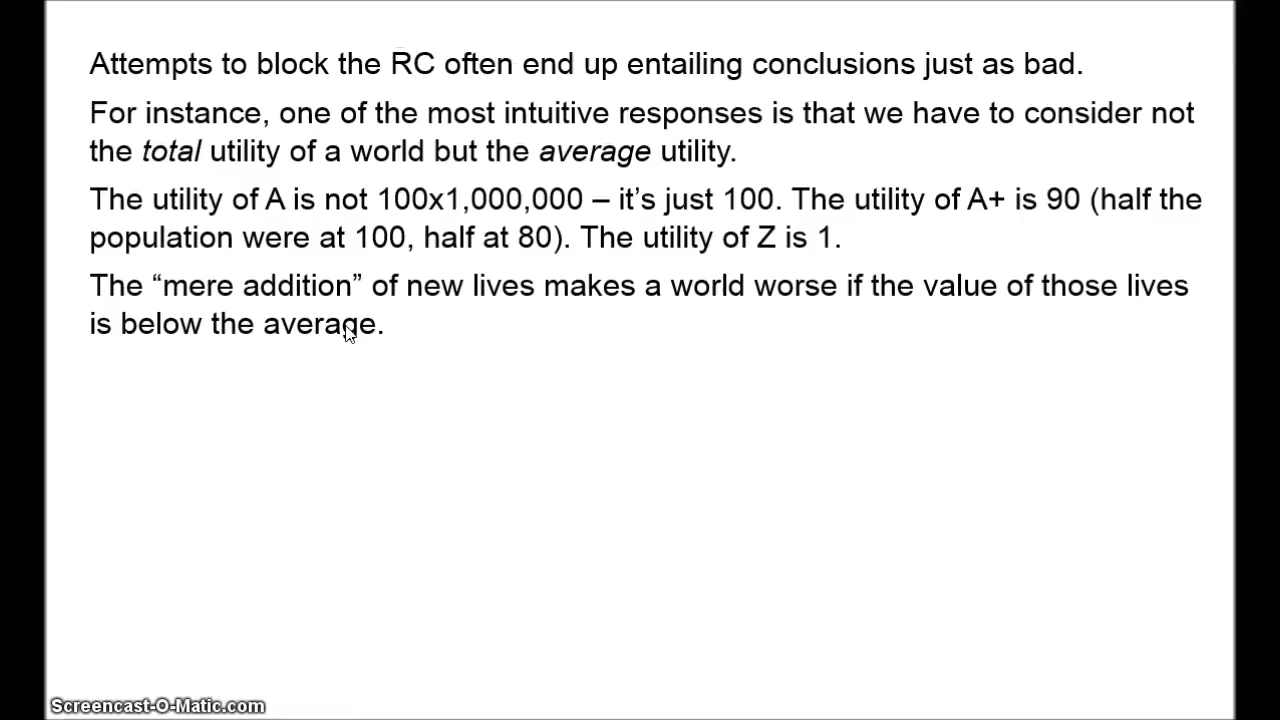 Attempts to block the RC often end up entailing conclusions just as bad.
For instance, one of the most intuitive responses is that we have to consider not
the total utility of a world but the average utility.
The utility of A is not 100x1,000,000 – it’s just 100. The utility of A+ is 90 (half the
population were at 100, half at 80). The utility of Z is 1.
The “mere addition” of new lives makes a world worse if the value of those lives
is below the average.
Screencast-O-Matic.com